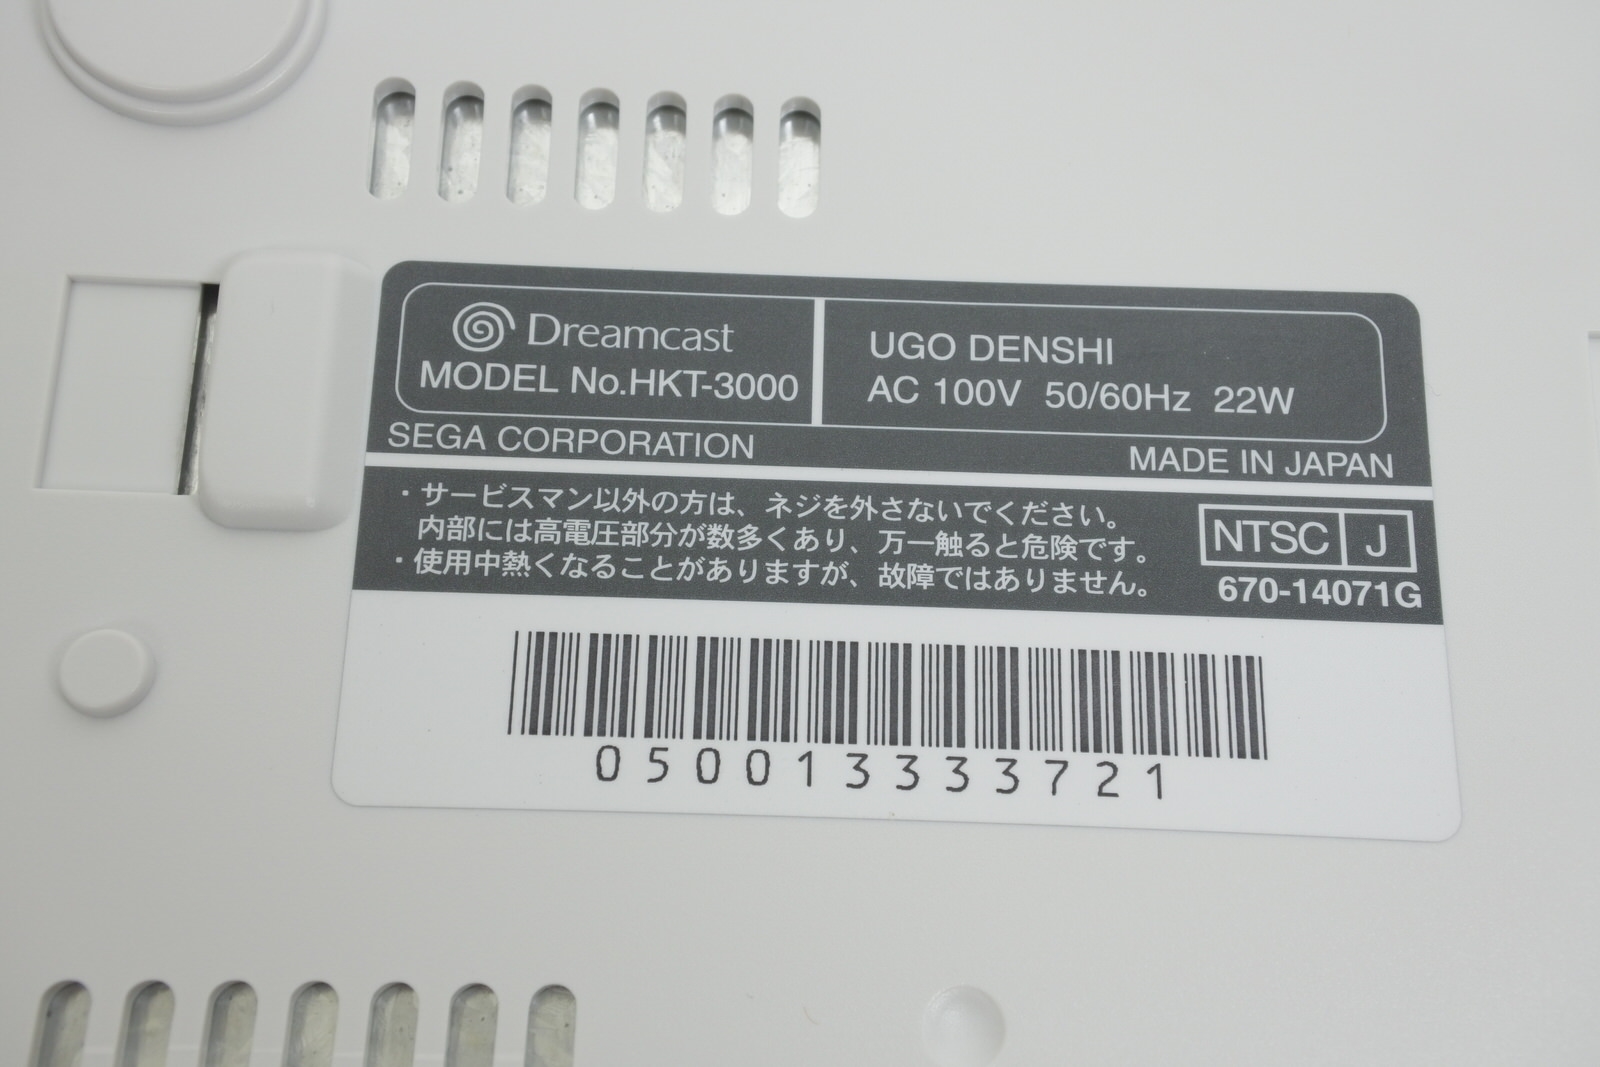 Dreamcast
MODEL No.HKT-3000
UGO DENSHI
AC 100V 50/60Hz 22W
SEGA CORPORATION
MADE IN JAPAN
・サービスマン以外の方は、ネジを外さないでください。
内部には高電圧部分が数多くあり、万一触ると危険です。
・使用中熱くなることがありますが、故障ではありません。
NTSC J
670-14071G
050013333721